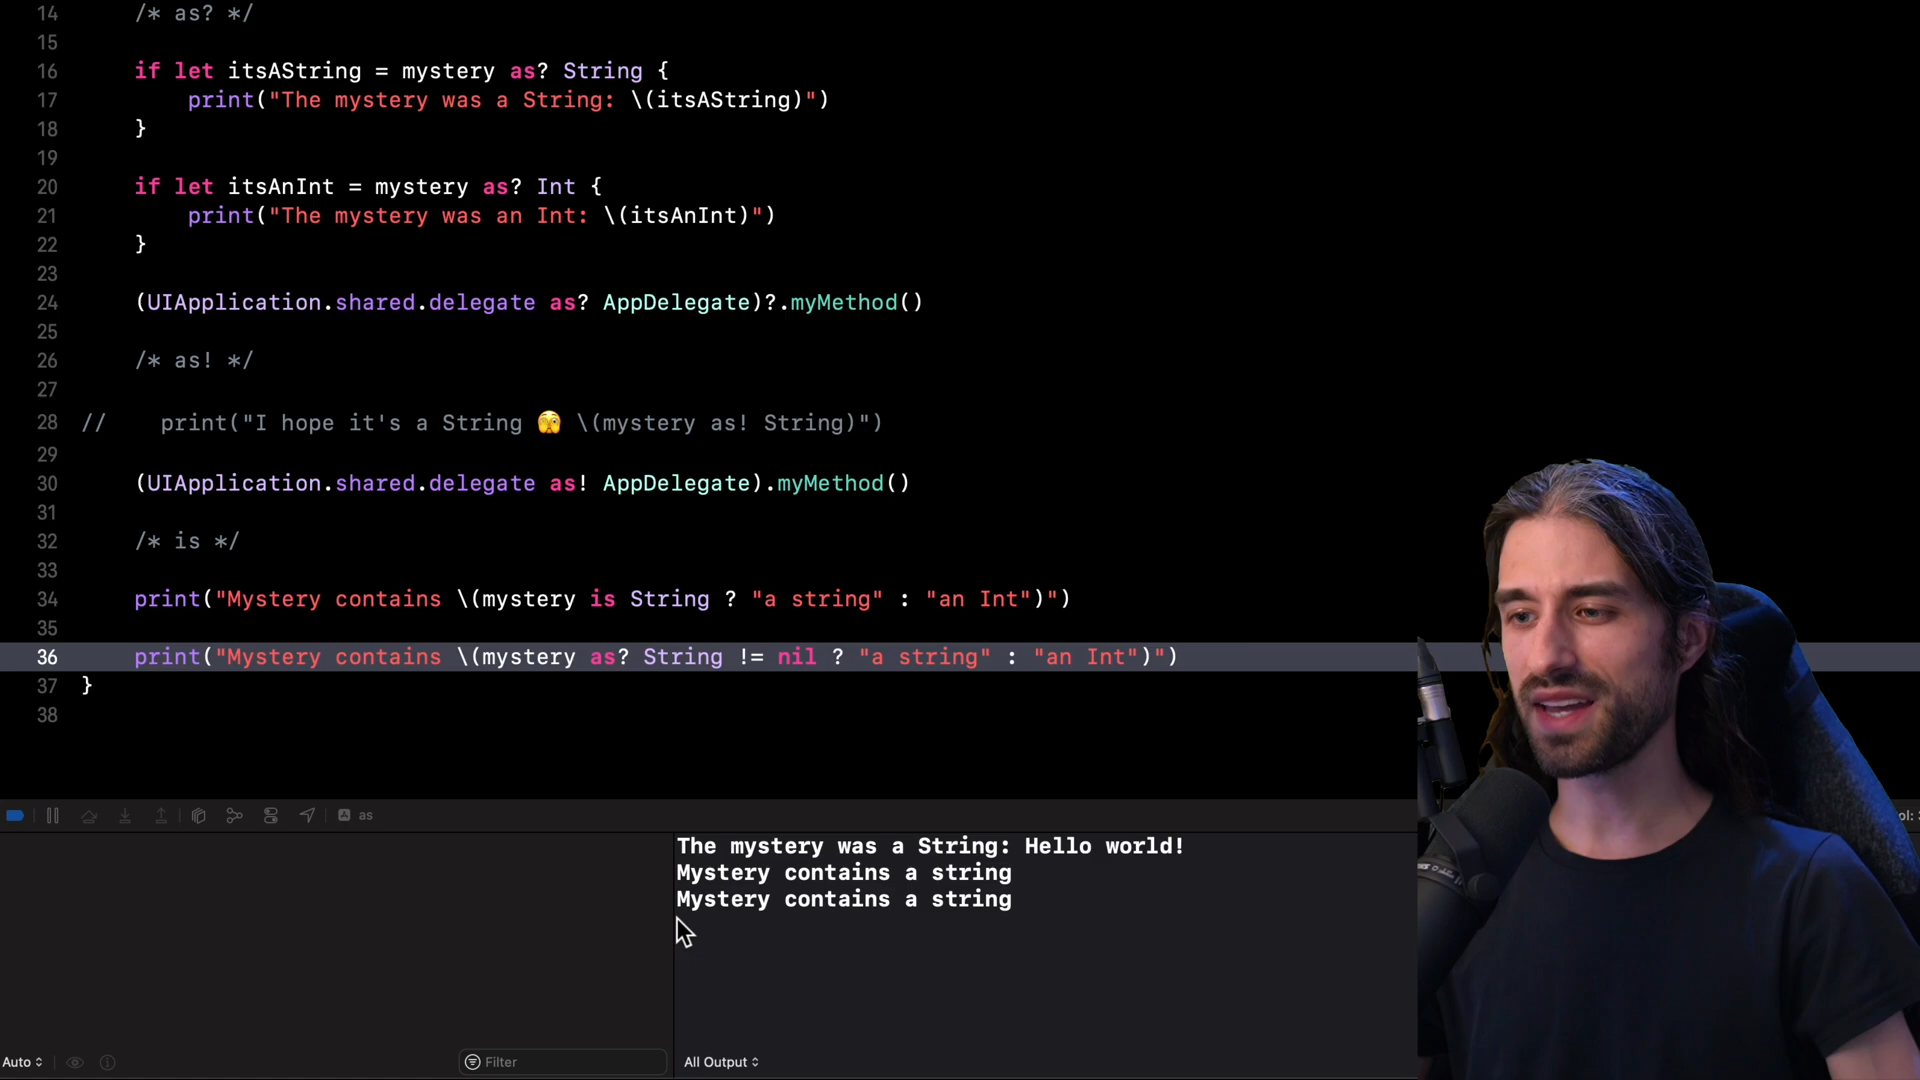 14 /* as? */
15
16 if let itsAString = mystery as? String {
17 print("The mystery was a String: \(itsAString)")
18 }
19
20 if let itsAnInt = mystery as? Int {
21 print("The mystery was an Int: \(itsAnInt)")
22 }
23
24 (UIApplication.shared.delegate as? AppDelegate)?.myMethod()
25
26 /* as! */
27
28 // print("I hope it's a String 🫣 \(mystery as! String)")
29
30 (UIApplication.shared.delegate as! AppDelegate).myMethod()
31
32 /* is */
33
34 print("Mystery contains \(mystery is String ? "a string" : "an Int")")
35
36 print("Mystery contains \(mystery as? String != nil ? "a string" : "an Int")")
37 }
38
as
The mystery was a String: Hello world!
Mystery contains a string
Mystery contains a string
Auto
Filter
All Output